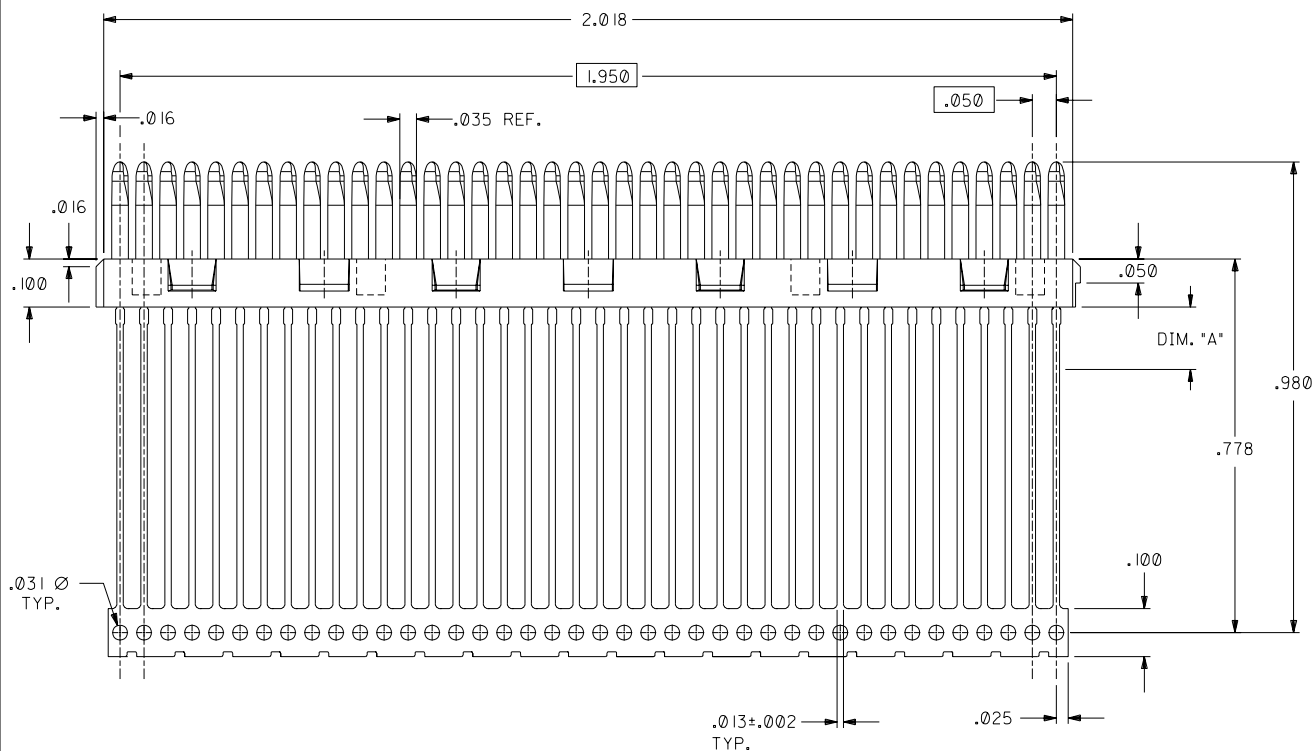 2.018
1.950
.050
.016
.035 REF.
.016
.100
.050
DIM. "A"
.980
.778
.100
.031 Ø
TYP.
.013±.002
TYP.
.025